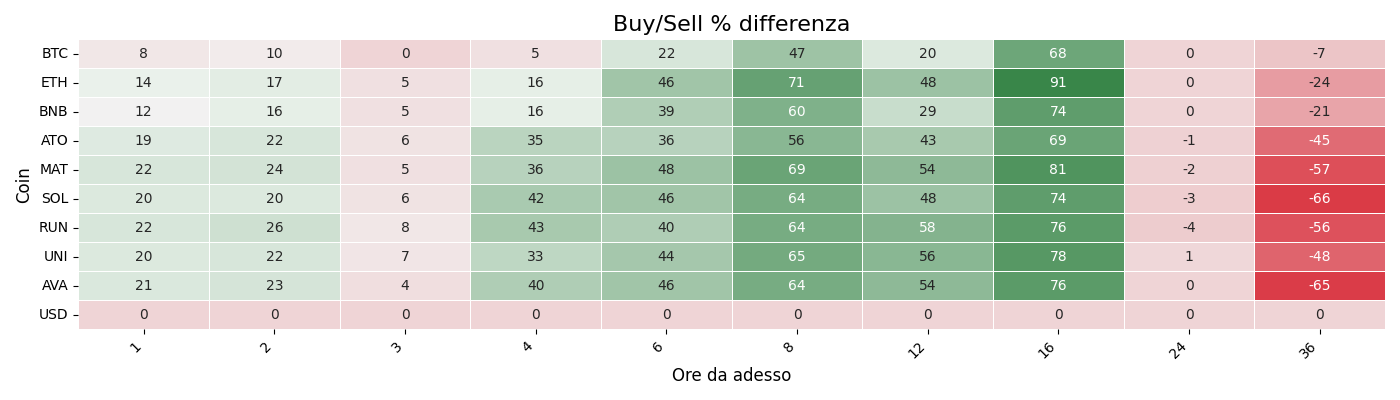 Buy/Sell % differenza
Coin
BTC 8 10 0 5 22 47 20 68 0 -7
ETH 14 17 5 16 46 71 48 91 0 -24
BNB 12 16 5 16 39 60 29 74 0 -21
ATO 19 22 6 35 36 56 43 69 -1 -45
MAT 22 24 5 36 48 69 54 81 -2 -57
SOL 20 20 6 42 46 64 48 74 -3 -66
RUN 22 26 8 43 40 64 58 76 -4 -56
UNI 20 22 7 33 44 65 56 78 1 -48
AVA 21 23 4 40 46 64 54 76 0 -65
USD 0 0 0 0 0 0 0 0 0 0
1 2 3 4 6 8 12 16 24 36
Ore da adesso